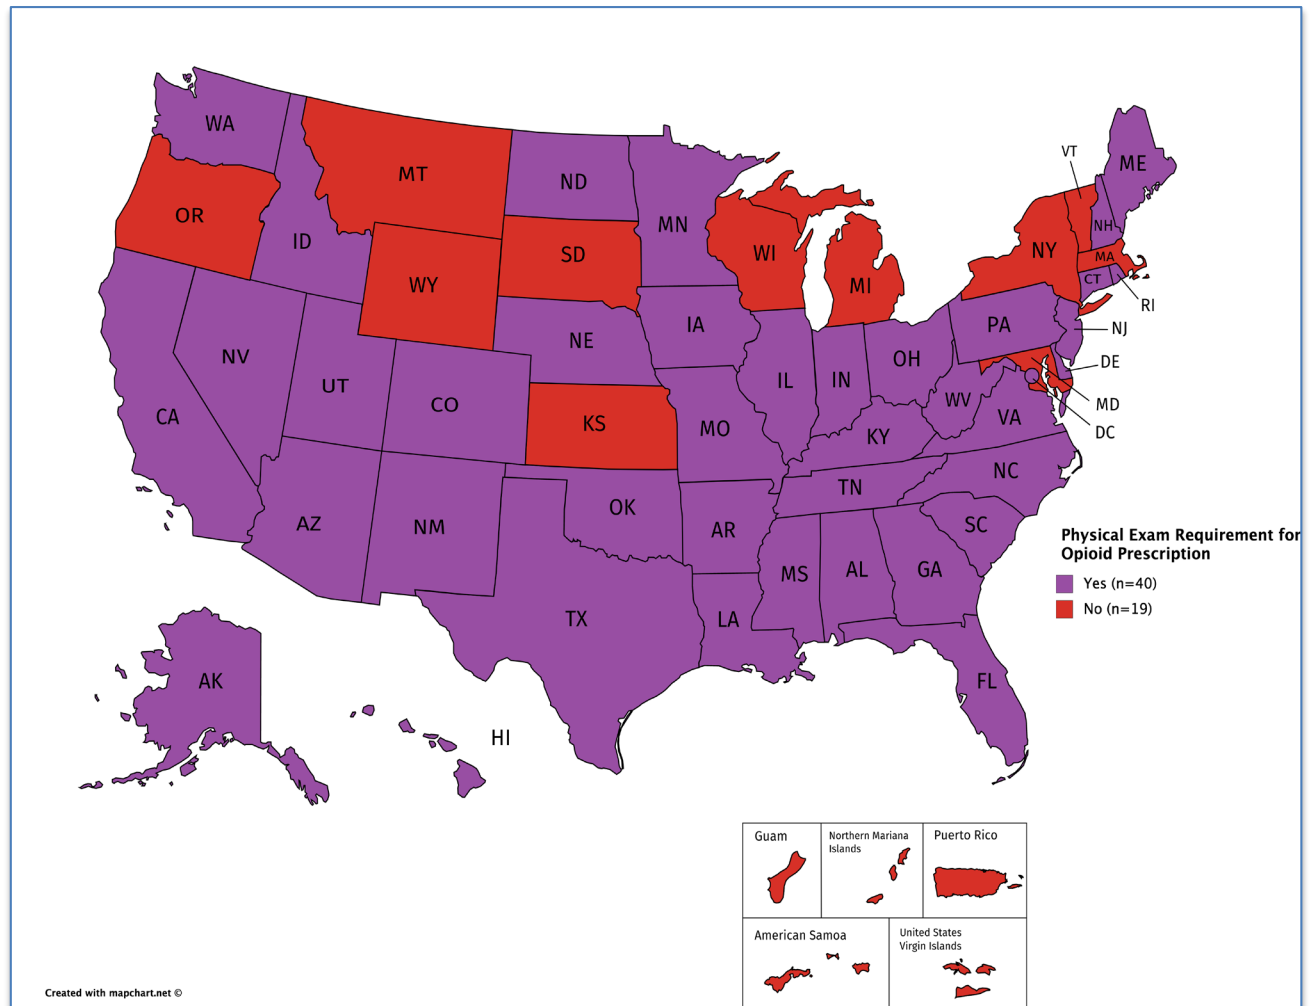 WA
VT
ME
MT
ND
OR
MN
NH
ID
SD
WI
NY
MA
WY
MI
CT
RI
IA
PA
NJ
NE
NV
OH
DE
UT
IL
IN
CO
WV
MD
CA
KS
MO
VA
DC
KY
NC
TN
OK
AZ
NM
AR
SC
MS
AL
GA
TX
LA
Physical Exam Requirement for
Opioid Prescription
Yes (n=40)
No (n=19)
AK
FL
HI
Guam
Northern Mariana
Islands
Puerto Rico
American Samoa
United States
Virgin Islands
Created with mapchart.net ©